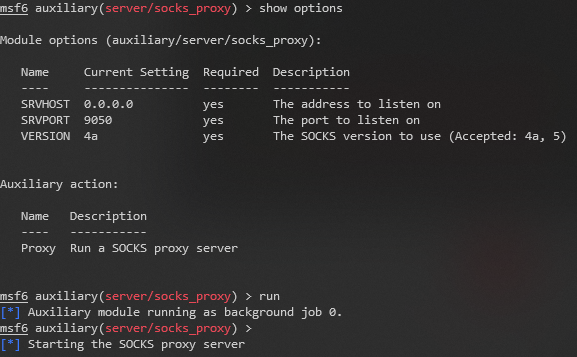 msf6 auxiliary(server/socks_proxy) > show options
Module options (auxiliary/server/socks_proxy):
Name Current Setting Required Description
---- --------------- -------- -----------
SRVHOST 0.0.0.0 yes The address to listen on
SRVPORT 9050 yes The port to listen on
VERSION 4a yes The SOCKS version to use (Accepted: 4a, 5)
Auxiliary action:
Name Description
---- -----------
Proxy Run a SOCKS proxy server
msf6 auxiliary(server/socks_proxy) > run
[*] Auxiliary module running as background job 0.
msf6 auxiliary(server/socks_proxy) >
[*] Starting the SOCKS proxy server